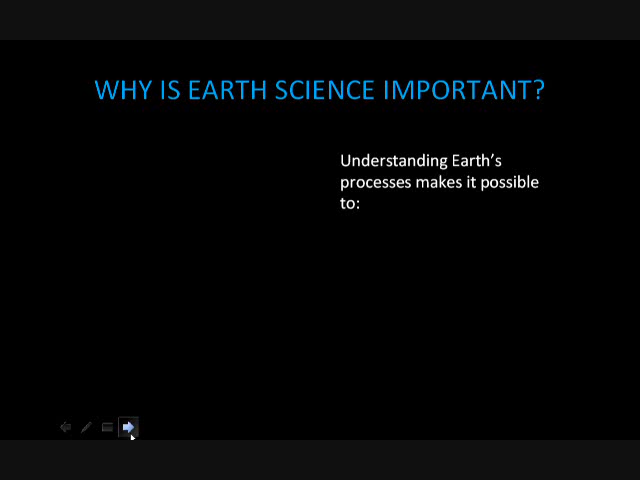 WHY IS EARTH SCIENCE IMPORTANT?
Understanding Earth’s
processes makes it possible
to: